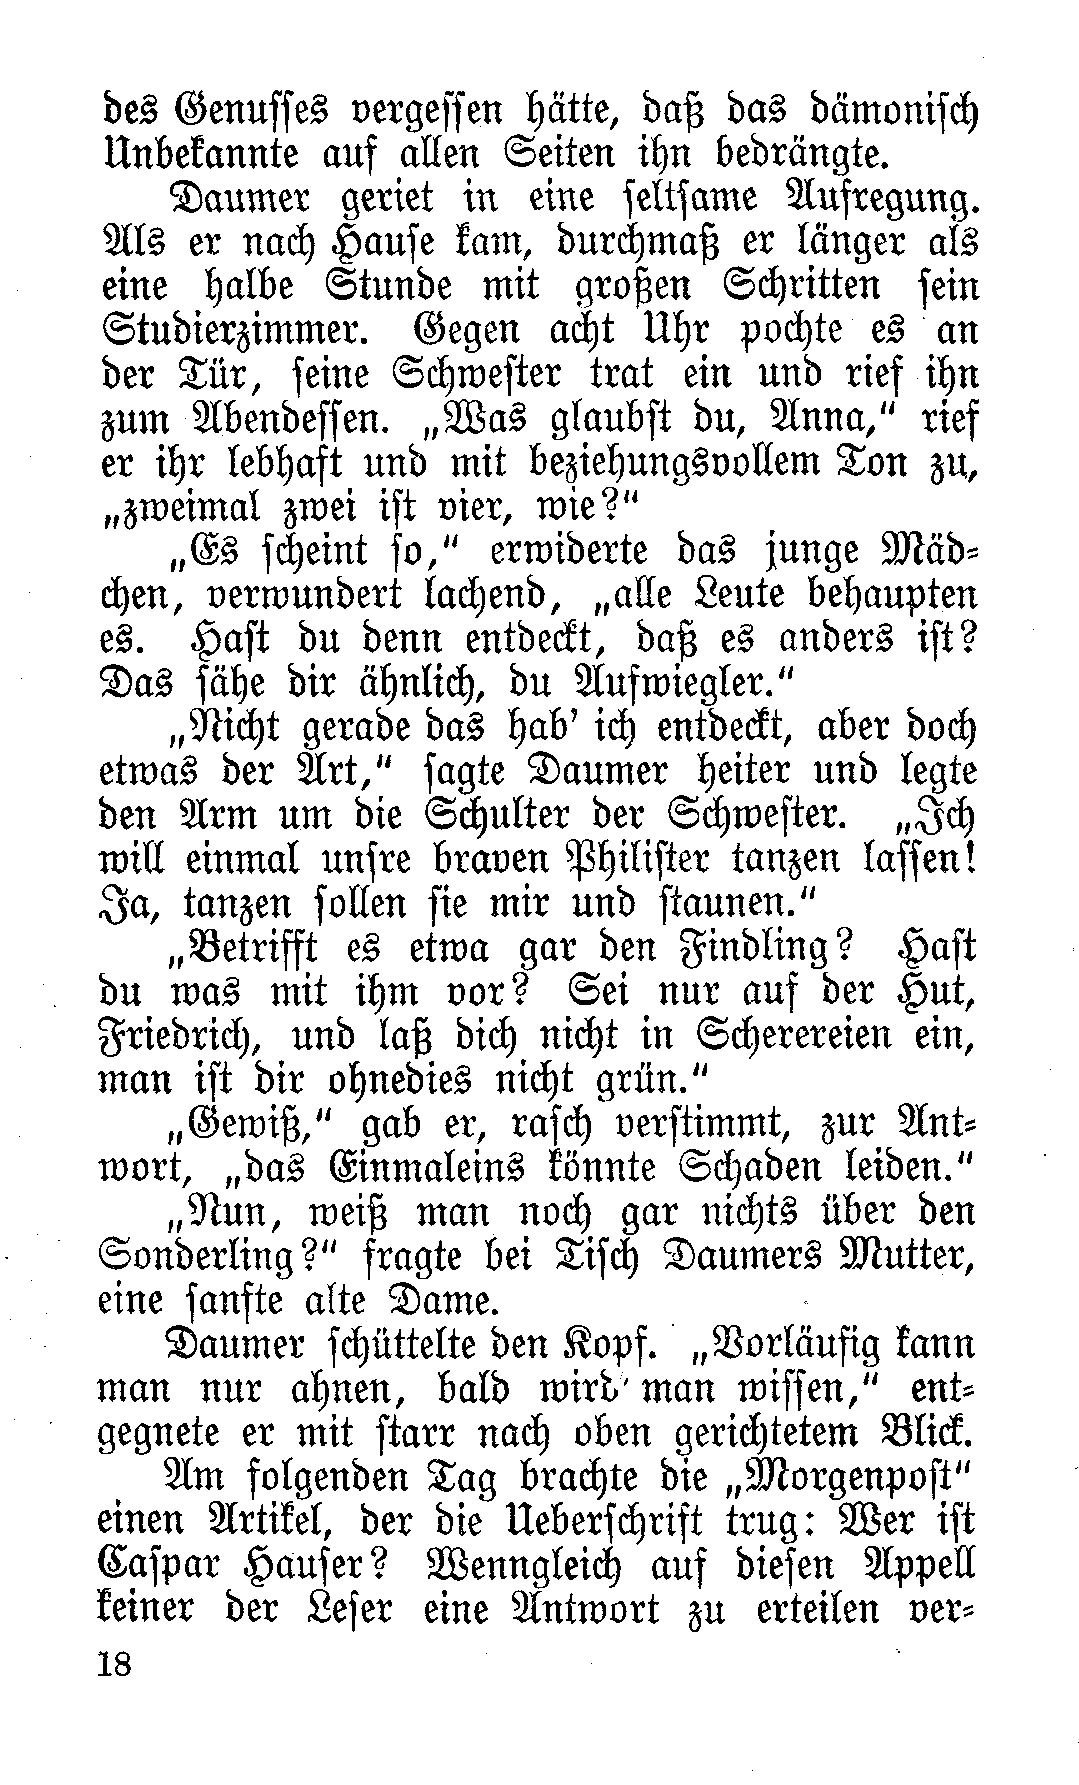 des Genusses vergessen hätte, daß das dämonisch
Unbekannte auf allen Seiten ihn bedrängte.
Daumer geriet in eine seltsame Aufregung.
Als er nach Hause kam, durchmaß er länger als
eine halbe Stunde mit großen Schritten sein
Studierzimmer. Gegen acht Uhr pochte es an
der Tür, seine Schwester trat ein und rief ihn
zum Abendessen. „Was glaubst du, Anna,“ rief
er ihr lebhaft und mit beziehungsvollem Ton zu,
„zweimal zwei ist vier, wie?“
„Es scheint so,“ erwiderte das junge Mäd-
chen, verwundert lachend, „alle Leute behaupten
es. Hast du denn entdeckt, daß es anders ist?
Das sähe dir ähnlich, du Aufwiegler.“
„Nicht gerade das hab’ ich entdeckt, aber doch
etwas der Art,“ sagte Daumer heiter und legte
den Arm um die Schulter der Schwester. „Ich
will einmal unsre braven Philister tanzen lassen!
Ja, tanzen sollen sie mir und staunen.“
„Betrifft es etwa gar den Findling? Hast
du was mit ihm vor? Sei nur auf der Hut,
Friedrich, und laß dich nicht in Scherereien ein,
man ist dir ohnedies nicht grün.“
„Gewiß,“ gab er, rasch verstimmt, zur Ant-
wort, „das Einmaleins könnte Schaden leiden.“
„Nun, weiß man noch gar nichts über den
Sonderling?“ fragte bei Tisch Daumers Mutter,
eine sanfte alte Dame.
Daumer schüttelte den Kopf. „Vorläufig kann
man nur ahnen, bald wird man wissen,“ ent-
gegnete er mit starr nach oben gerichtetem Blick.
Am folgenden Tag brachte die „Morgenpost“
einen Artikel, der die Ueberschrift trug: Wer ist
Caspar Hauser? Wenngleich auf diesen Appell
keiner der Leser eine Antwort zu erteilen ver-
18